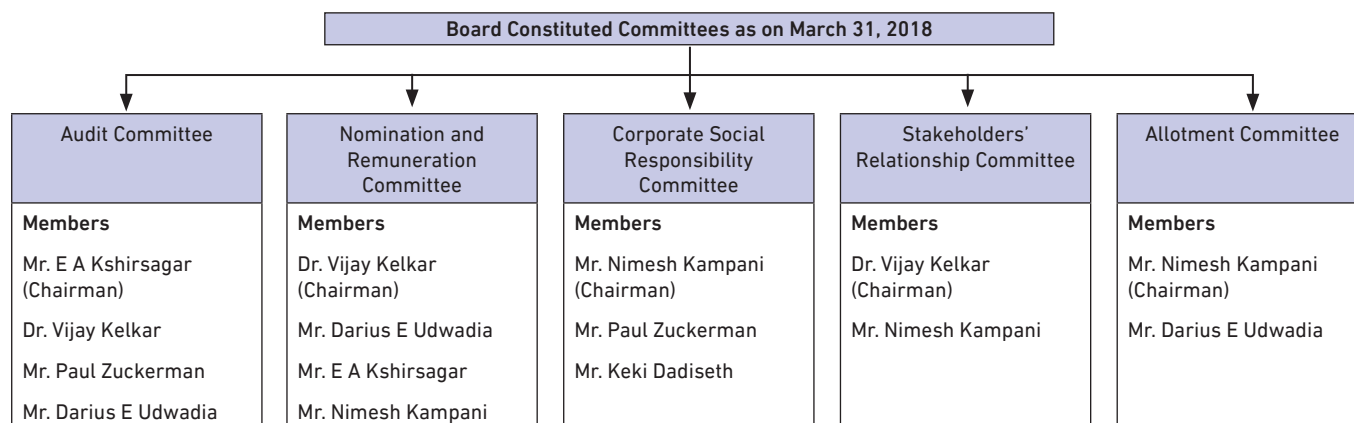 Board Constituted Committees as on March 31, 2018
Audit Committee
Members
Mr. E A Kshirsagar
(Chairman)
Dr. Vijay Kelkar
Mr. Paul Zuckerman
Mr. Darius E Udwadia
Nomination and
Remuneration
Committee
Members
Dr. Vijay Kelkar
(Chairman)
Mr. Darius E Udwadia
Mr. E A Kshirsagar
Mr. Nimesh Kampani
Corporate Social
Responsibility
Committee
Members
Mr. Nimesh Kampani
(Chairman)
Mr. Paul Zuckerman
Mr. Keki Dadiseth
Stakeholders’
Relationship Committee
Members
Dr. Vijay Kelkar
(Chairman)
Mr. Nimesh Kampani
Allotment Committee
Members
Mr. Nimesh Kampani
(Chairman)
Mr. Darius E Udwadia